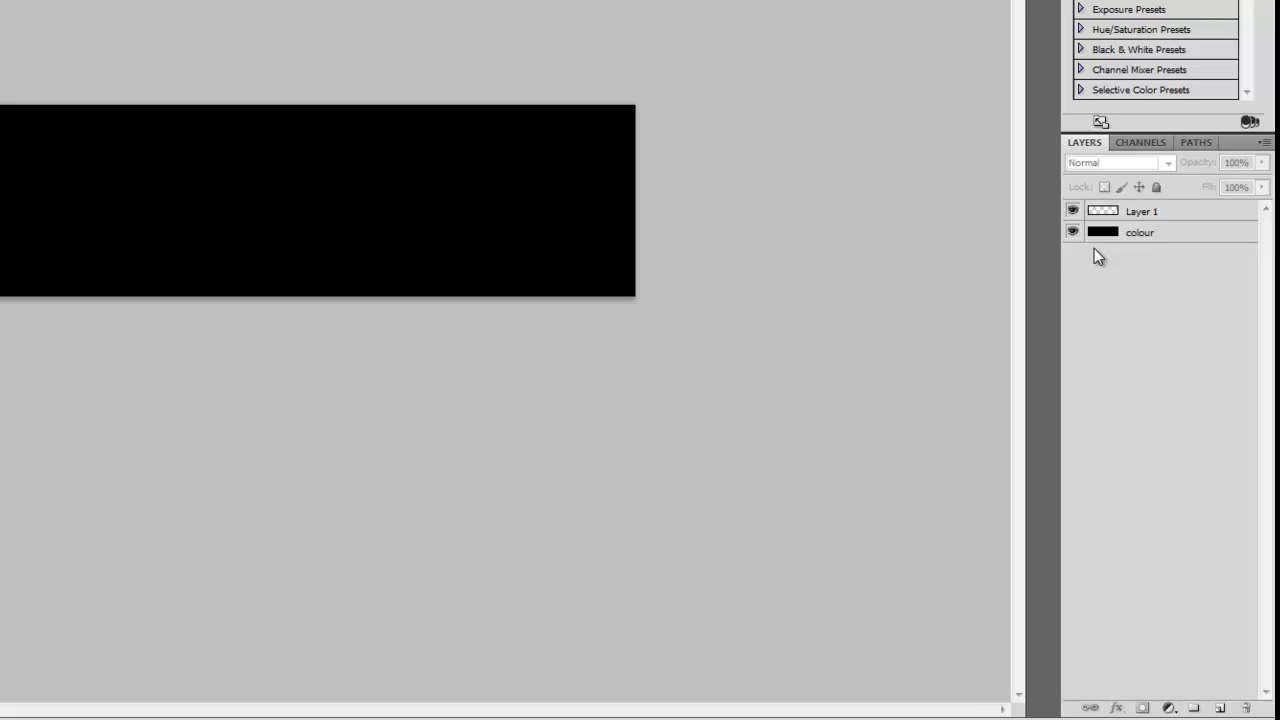 Exposure Presets
Hue/Saturation Presets
Black & White Presets
Channel Mixer Presets
Selective Color Presets
LAYERS CHANNELS PATHS
Normal Opacity: 100%
Lock: Fill: 100%
Layer 1
colour
fx.